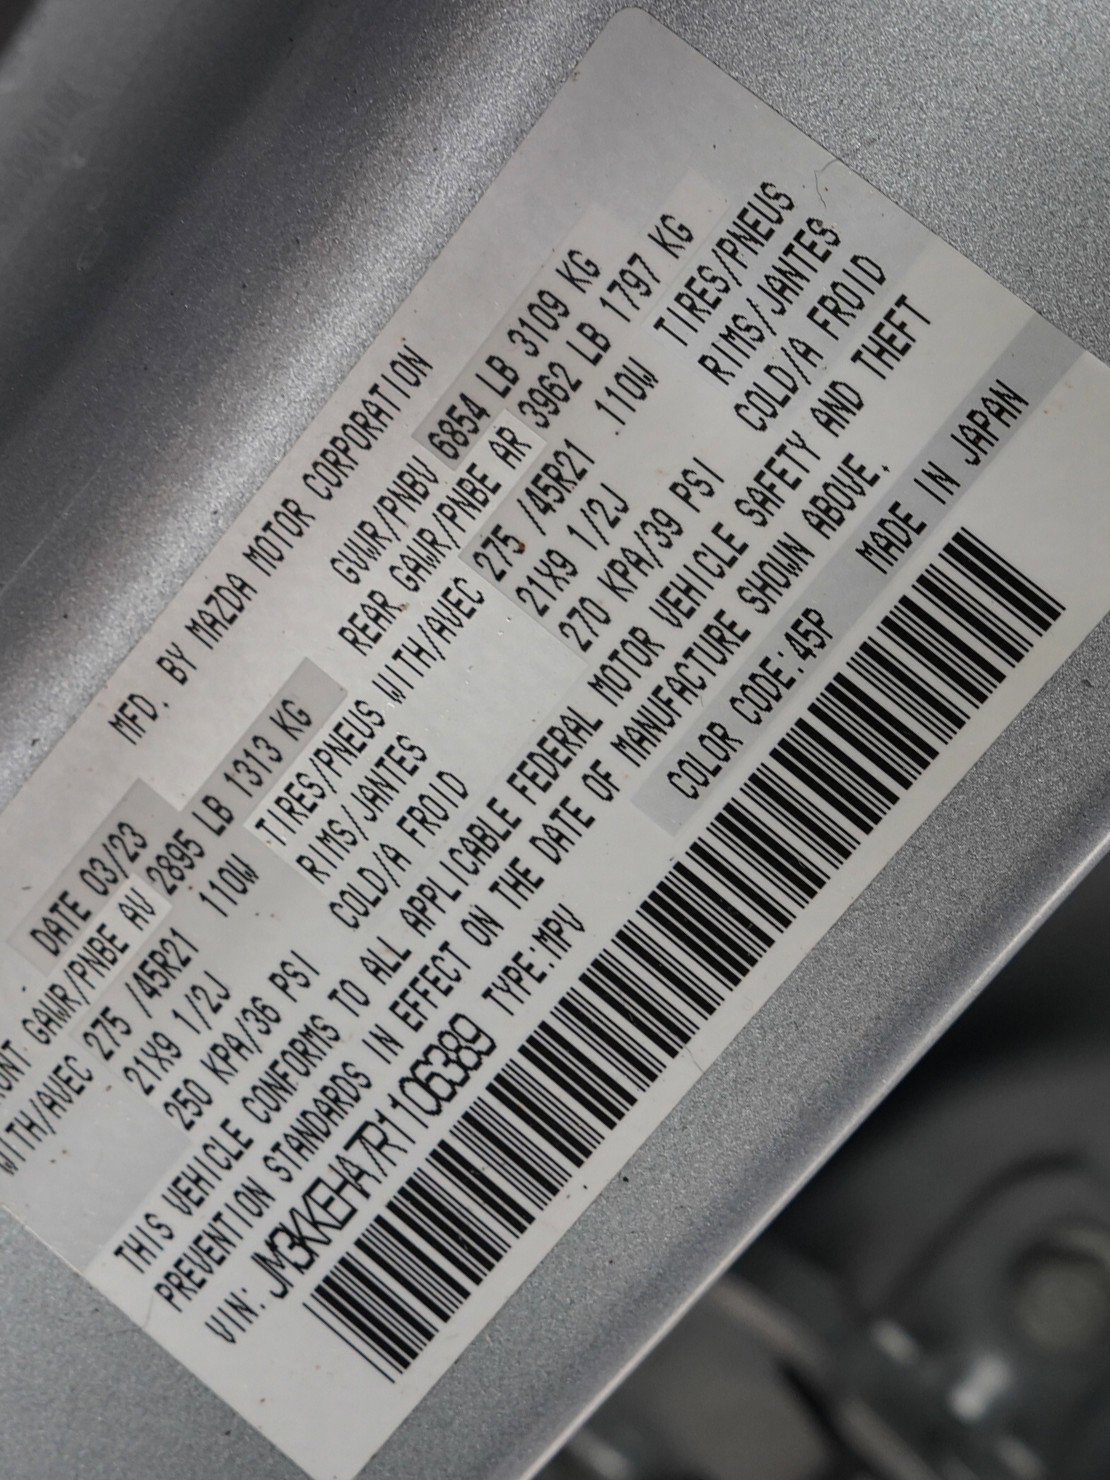 MFD. BY MAZDA MOTOR CORPORATION
DATE 03/23 GVWR/PNBV 6854 LB 3109 KG
GAWR/PNBE AV 2895 LB 1313 KG REAR GAWR/PNBE AR 3962 LB 1797 KG
WITH/AVEC 275 /45R21 110W TIRES/PNEUS WITH/AVEC 275 /45R21 110W TIRES/PNEUS
21X9 1/2J RIMS/JANTES 21X9 1/2J RIMS/JANTES
250 KPA/36 PSI COLD/A FROID 270 KPA/39 PSI COLD/A FROID
THIS VEHICLE CONFORMS TO ALL APPLICABLE FEDERAL MOTOR VEHICLE SAFETY AND THEFT
PREVENTION STANDARDS IN EFFECT ON THE DATE OF MANUFACTURE SHOWN ABOVE.
VIN: JM3KKEHA7R1106389 TYPE:MPV COLOR CODE:45P MADE IN JAPAN